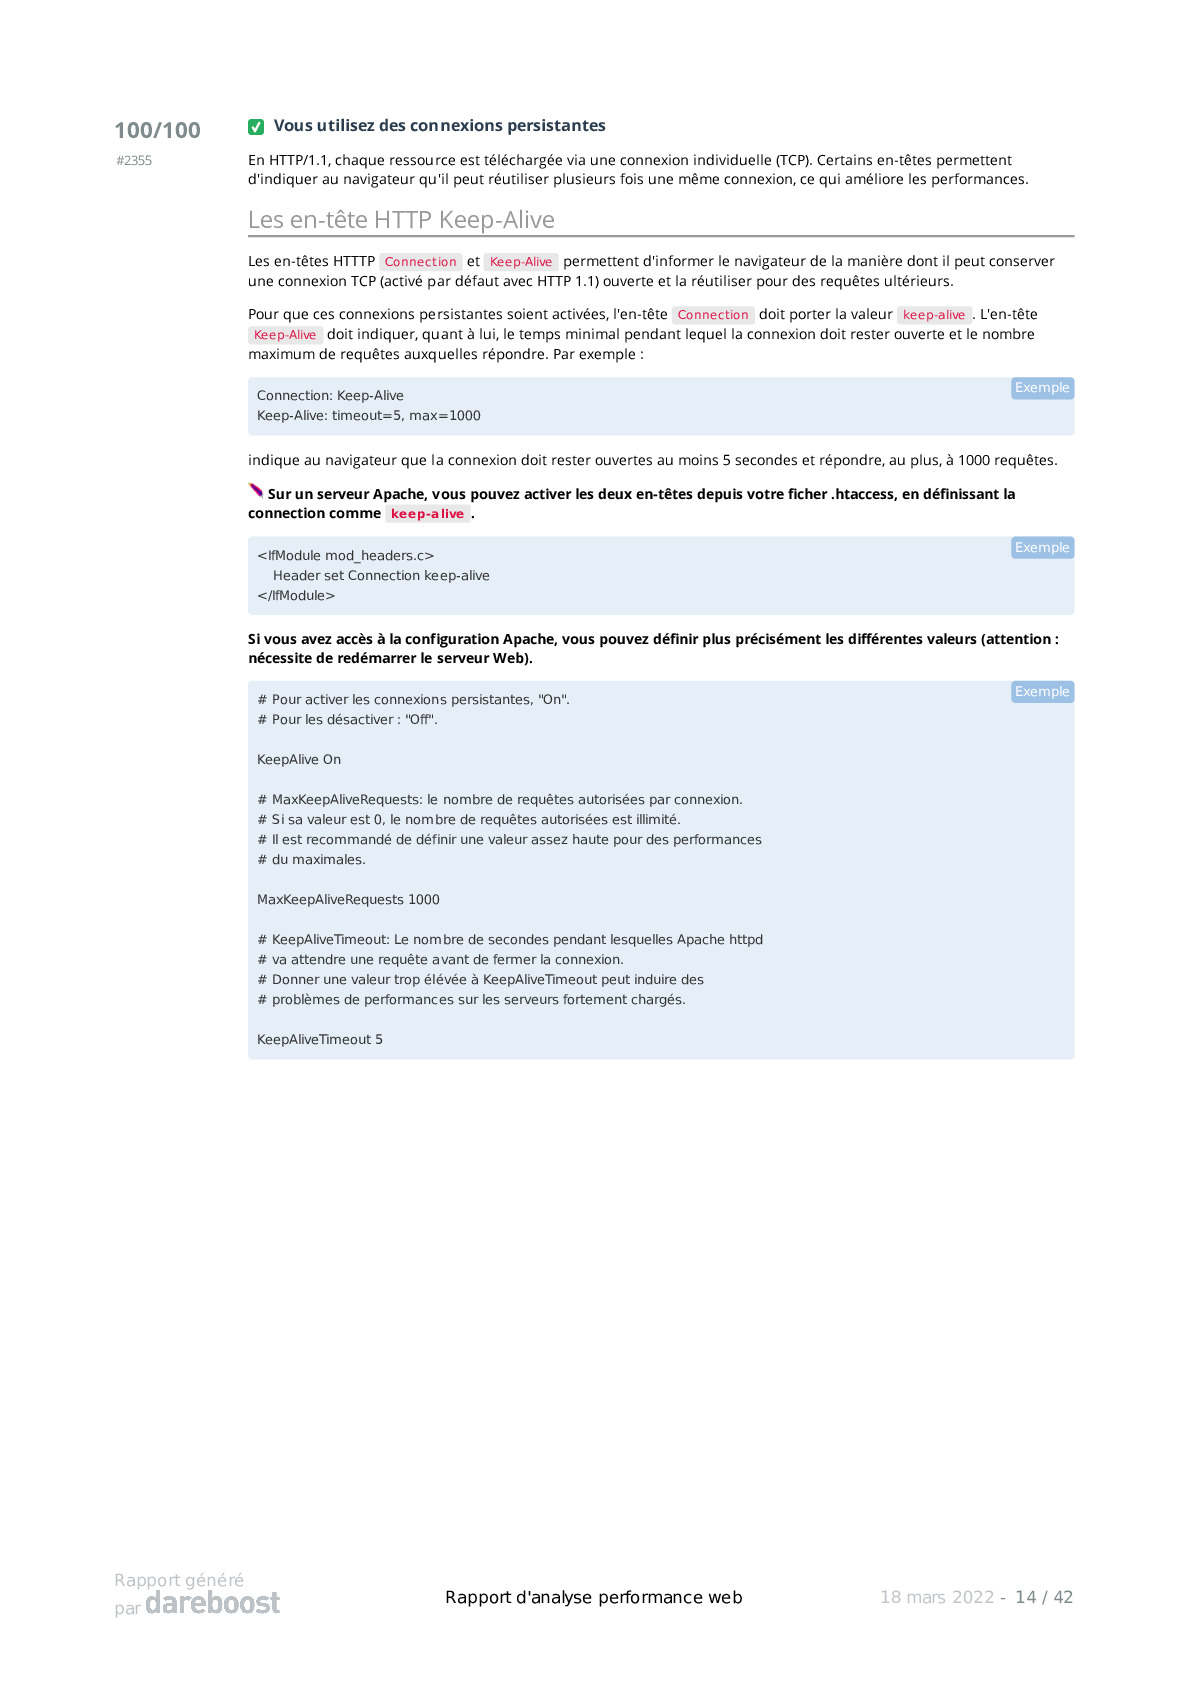 100/100
#2355
Vous utilisez des connexions persistantes
En HTTP/1.1, chaque ressource est téléchargée via une connexion individuelle (TCP). Certains en-têtes permettent
d'indiquer au navigateur qu'il peut réutiliser plusieurs fois une même connexion, ce qui améliore les performances.
Les en-tête HTTP Keep-Alive
Les en-têtes HTTTP Connection et Keep-Alive permettent d'informer le navigateur de la manière dont il peut conserver
une connexion TCP (activé par défaut avec HTTP 1.1) ouverte et la réutiliser pour des requêtes ultérieurs.
Pour que ces connexions persistantes soient activées, l'en-tête Connection doit porter la valeur keep-alive. L'en-tête
Keep-Alive doit indiquer, quant à lui, le temps minimal pendant lequel la connexion doit rester ouverte et le nombre
maximum de requêtes auxquelles répondre. Par exemple :
Exemple
Connection: Keep-Alive
Keep-Alive: timeout=5, max=1000
indique au navigateur que la connexion doit rester ouvertes au moins 5 secondes et répondre, au plus, à 1000 requêtes.
Sur un serveur Apache, vous pouvez activer les deux en-têtes depuis votre ficher .htaccess, en définissant la
connection comme keep-alive.
Exemple
<IfModule mod_headers.c>
    Header set Connection keep-alive
</IfModule>
Si vous avez accès à la configuration Apache, vous pouvez définir plus précisément les différentes valeurs (attention :
nécessite de redémarrer le serveur Web).
Exemple
# Pour activer les connexions persistantes, "On".
# Pour les désactiver : "Off".
KeepAlive On
# MaxKeepAliveRequests: le nombre de requêtes autorisées par connexion.
# Si sa valeur est 0, le nombre de requêtes autorisées est illimité.
# Il est recommandé de définir une valeur assez haute pour des performances
# du maximales.
MaxKeepAliveRequests 1000
# KeepAliveTimeout: Le nombre de secondes pendant lesquelles Apache httpd
# va attendre une requête avant de fermer la connexion.
# Donner une valeur trop élévée à KeepAliveTimeout peut induire des
# problèmes de performances sur les serveurs fortement chargés.
KeepAliveTimeout 5
Rapport généré
par dareboost
Rapport d'analyse performance web
18 mars 2022 - 14 / 42